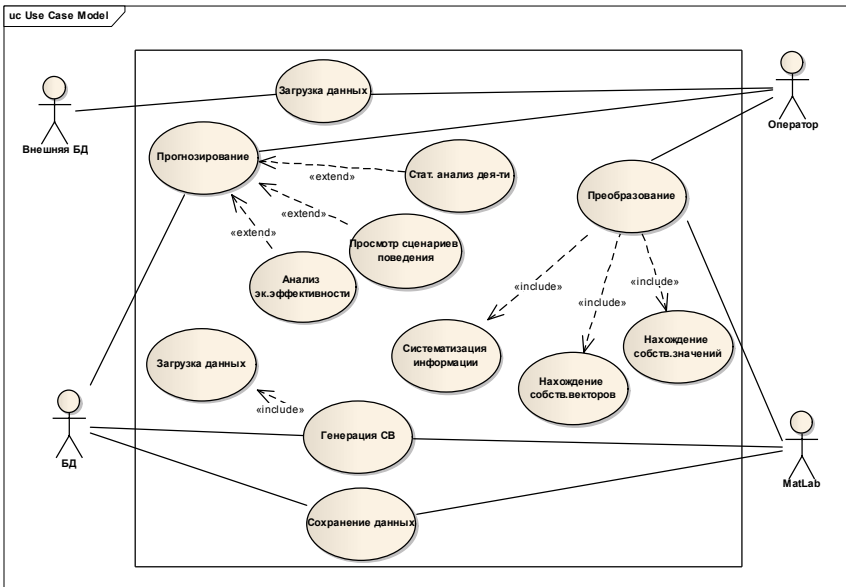 uc Use Case Model
Загрузка данных
Внешняя БД
Оператор
Прогнозирование
«extend»
Стат. анализ дея-ти
Преобразование
«extend»
«extend»
Просмотр сценариев
поведения
Анализ
эк.эффективности
«include»
«include»
«include»
Систематизация
информации
Нахождение
собств.векторов
Нахождение
собств.значений
Загрузка данных
«include»
БД
Генерация СВ
MatLab
Сохранение данных